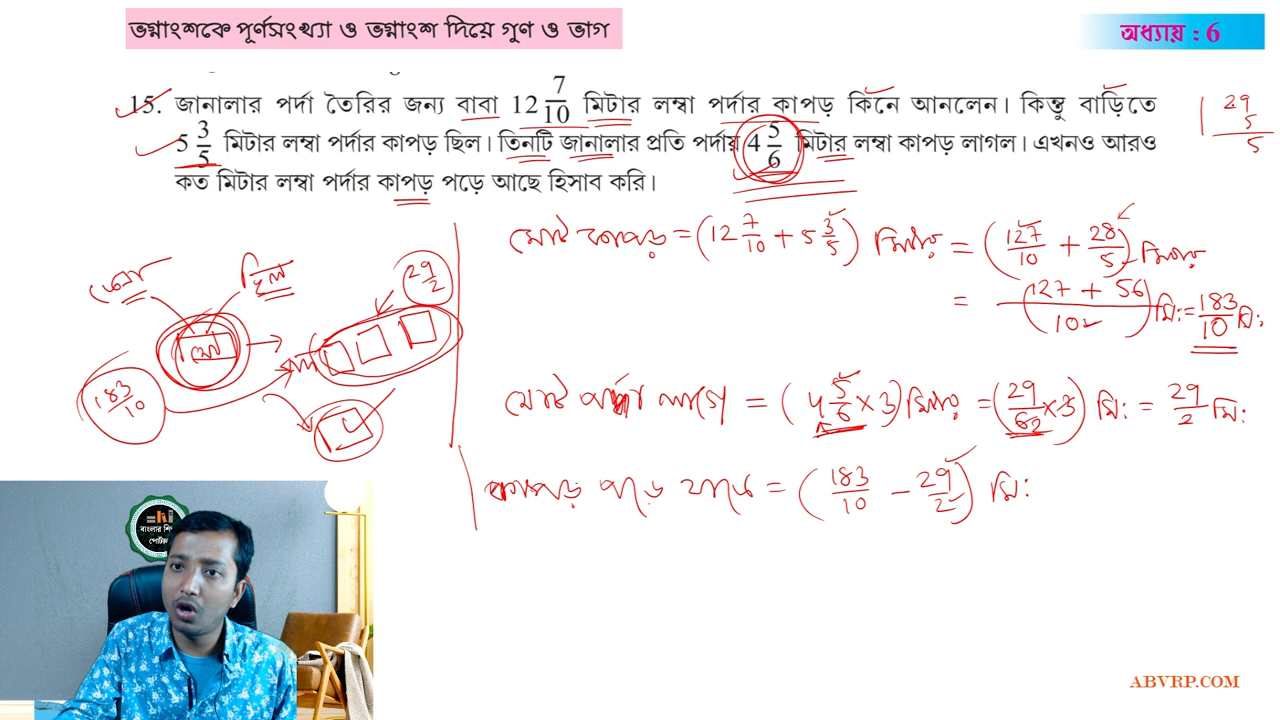 ভগ্নাংশকে পূর্ণসংখ্যা ও ভগ্নাংশ দিয়ে গুণ ও ভাগ
অধ্যায় : 6
15. জানালার পর্দা তৈরির জন্য বাবা 12 7/10 মিটার লম্বা পর্দার কাপড় কিনে আনলেন। কিন্তু বাড়িতে
5 3/5 মিটার লম্বা পর্দার কাপড় ছিল। তিনটি জানালার প্রতি পর্দায় 4 5/6 মিটার লম্বা কাপড় লাগল। এখনও আরও
কত মিটার লম্বা পর্দার কাপড় পড়ে আছে হিসাব করি।
29
5
5
মোট কাপড় = (12 7/10 + 5 3/5) মিটার = (127/10 + 28/5) মিটার
= (127 + 56/10) মি: = 183/10 মি:
ছিল
29/2
183/10
মোট পর্দা লাগে = (4 5/6 × 3) মিটার = (29/6 2 × 3) মি: = 29/2 মি:
কাপড় পড়ে থাকে = (183/10 − 29/2) মি:
বাংলার শি
পোর্টাল
ABVRP.COM